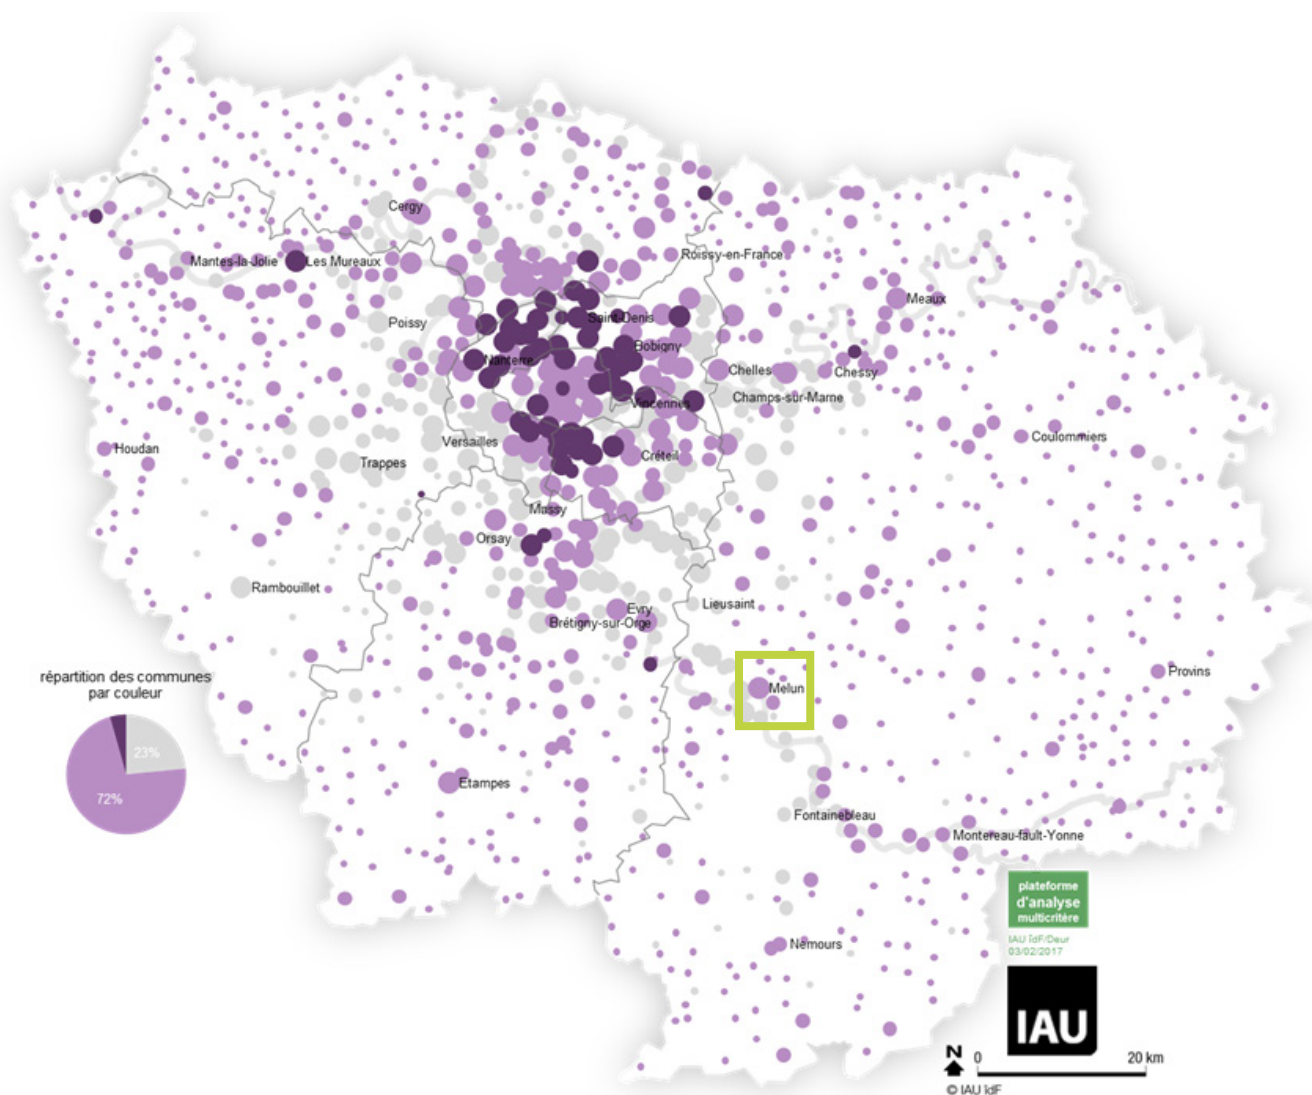 Cergy
Roissy-en-France
Mantes-la-Jolie
Les Mureaux
Meaux
Poissy
Saint-Denis
Bobigny
Nanterre
Chelles
Chessy
Vincennes
Champs-sur-Marne
Houdan
Versailles
Créteil
Coulommiers
Trappes
Massy
Orsay
Rambouillet
Evry
Lieusaint
Brétigny-sur-Orge
répartition des communes
par couleur
23%
72%
Melun
Provins
Etampes
Fontainebleau
Montereau-fault-Yonne
Nemours
plateforme
d'analyse
multicritère
IAU îdF/Deur
03/02/2017
IAU
N
0
20 km
© IAU îdF